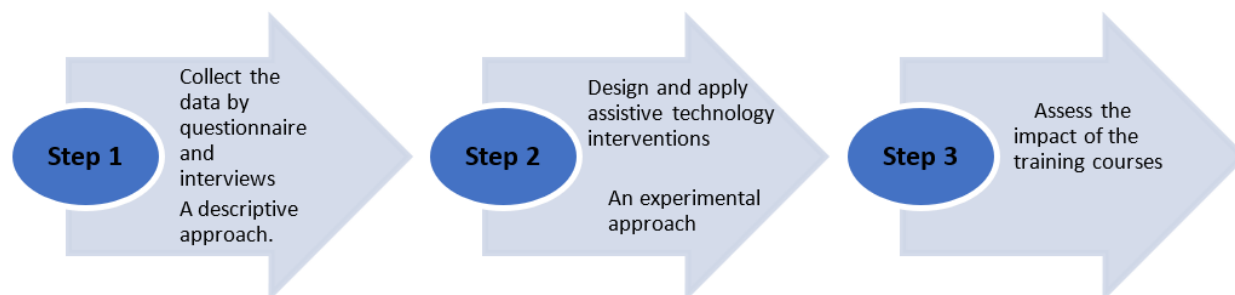 Step 1
Collect the
data by
questionnaire
and
interviews
A descriptive
approach.
Step 2
Design and apply
assistive technology
interventions
An experimental
approach
Step 3
Assess the
impact of the
training courses